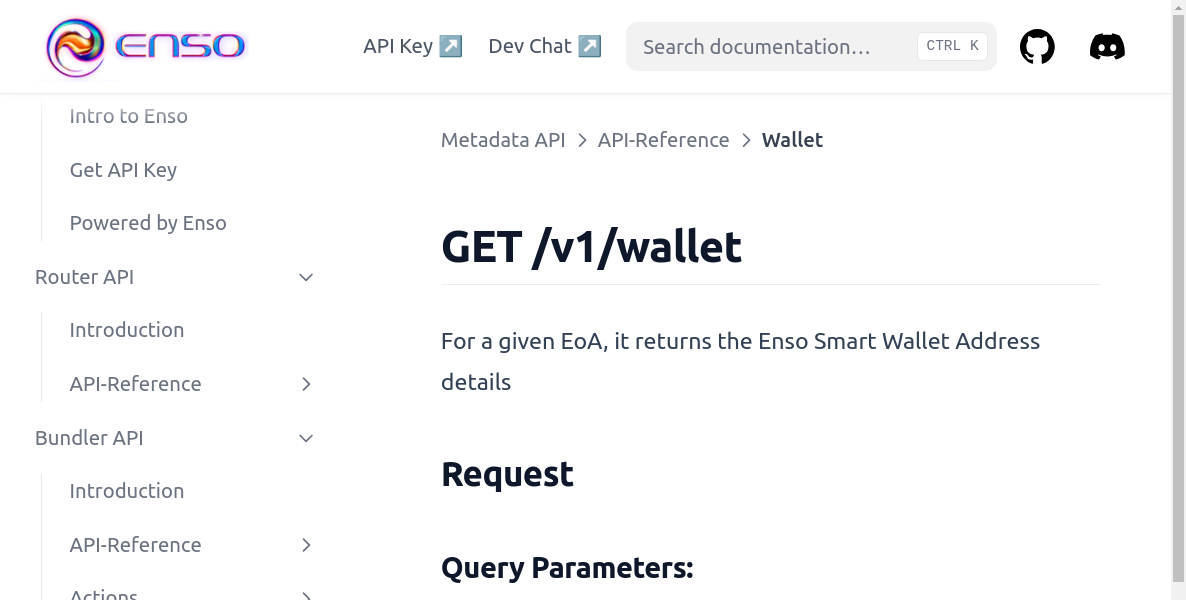 ENSO
API Key ↗
Dev Chat ↗
Search documentation…
CTRL K
Intro to Enso
Get API Key
Powered by Enso
Router API
Introduction
API-Reference
Bundler API
Introduction
API-Reference
Actions
Metadata API > API-Reference > Wallet
GET /v1/wallet
For a given EoA, it returns the Enso Smart Wallet Address
details
Request
Query Parameters: